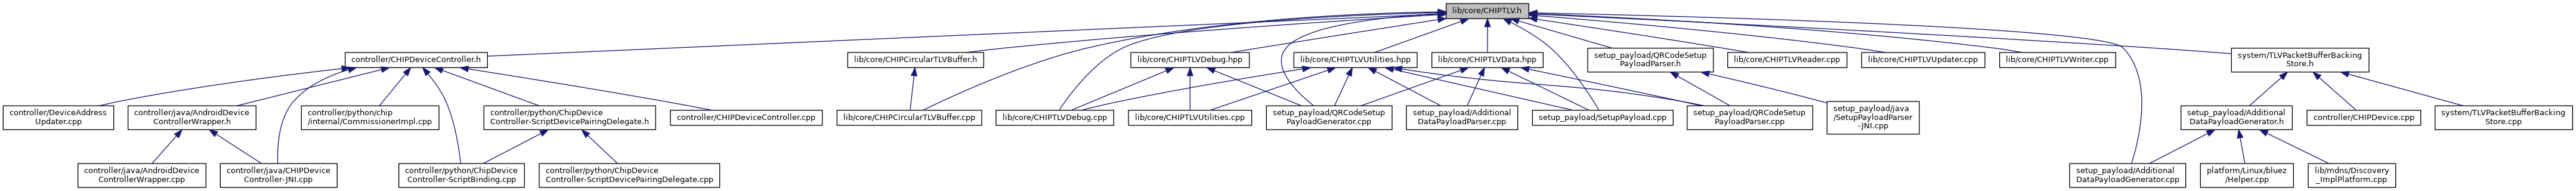 lib/core/CHIPTLV.h
controller/CHIPDeviceController.h
lib/core/CHIPCircularTLVBuffer.h
lib/core/CHIPTLVDebug.hpp
lib/core/CHIPTLVUtilities.hpp
lib/core/CHIPTLVData.hpp
setup_payload/QRCodeSetup
PayloadParser.h
lib/core/CHIPTLVReader.cpp
lib/core/CHIPTLVUpdater.cpp
lib/core/CHIPTLVWriter.cpp
system/TLVPacketBufferBacking
Store.h
controller/DeviceAddress
Updater.cpp
controller/java/AndroidDevice
ControllerWrapper.h
controller/python/chip
/internal/CommissionerImpl.cpp
controller/python/ChipDevice
Controller-ScriptDevicePairingDelegate.h
controller/CHIPDeviceController.cpp
lib/core/CHIPCircularTLVBuffer.cpp
lib/core/CHIPTLVDebug.cpp
lib/core/CHIPTLVUtilities.cpp
setup_payload/QRCodeSetup
PayloadGenerator.cpp
setup_payload/Additional
DataPayloadParser.cpp
setup_payload/SetupPayload.cpp
setup_payload/QRCodeSetup
PayloadParser.cpp
setup_payload/java
/SetupPayloadParser
-JNI.cpp
setup_payload/Additional
DataPayloadGenerator.h
controller/CHIPDevice.cpp
system/TLVPacketBufferBacking
Store.cpp
controller/java/AndroidDevice
ControllerWrapper.cpp
controller/java/CHIPDevice
Controller-JNI.cpp
controller/python/ChipDevice
Controller-ScriptBinding.cpp
controller/python/ChipDevice
Controller-ScriptDevicePairingDelegate.cpp
setup_payload/Additional
DataPayloadGenerator.cpp
platform/Linux/bluez
/Helper.cpp
lib/mdns/Discovery
_ImplPlatform.cpp